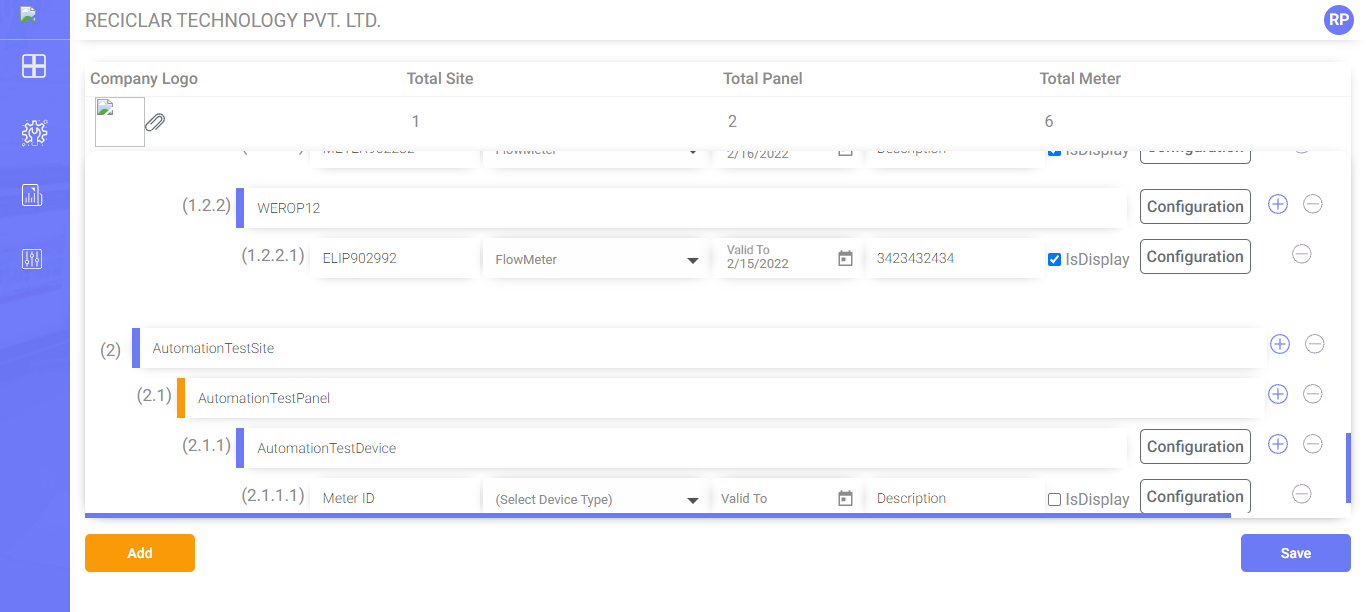 RECICLAR TECHNOLOGY PVT. LTD.
RP
Company Logo Total Site Total Panel Total Meter
1 2 6
FlowMeter 2/16/2022 Description IsDisplay Configuration
(1.2.2) WEROP12 Configuration
(1.2.2.1) ELIP902992 FlowMeter Valid To 2/15/2022 3423432434 IsDisplay Configuration
(2) AutomationTestSite
(2.1) AutomationTestPanel
(2.1.1) AutomationTestDevice Configuration
(2.1.1.1) Meter ID (Select Device Type) Valid To Description IsDisplay Configuration
Add Save